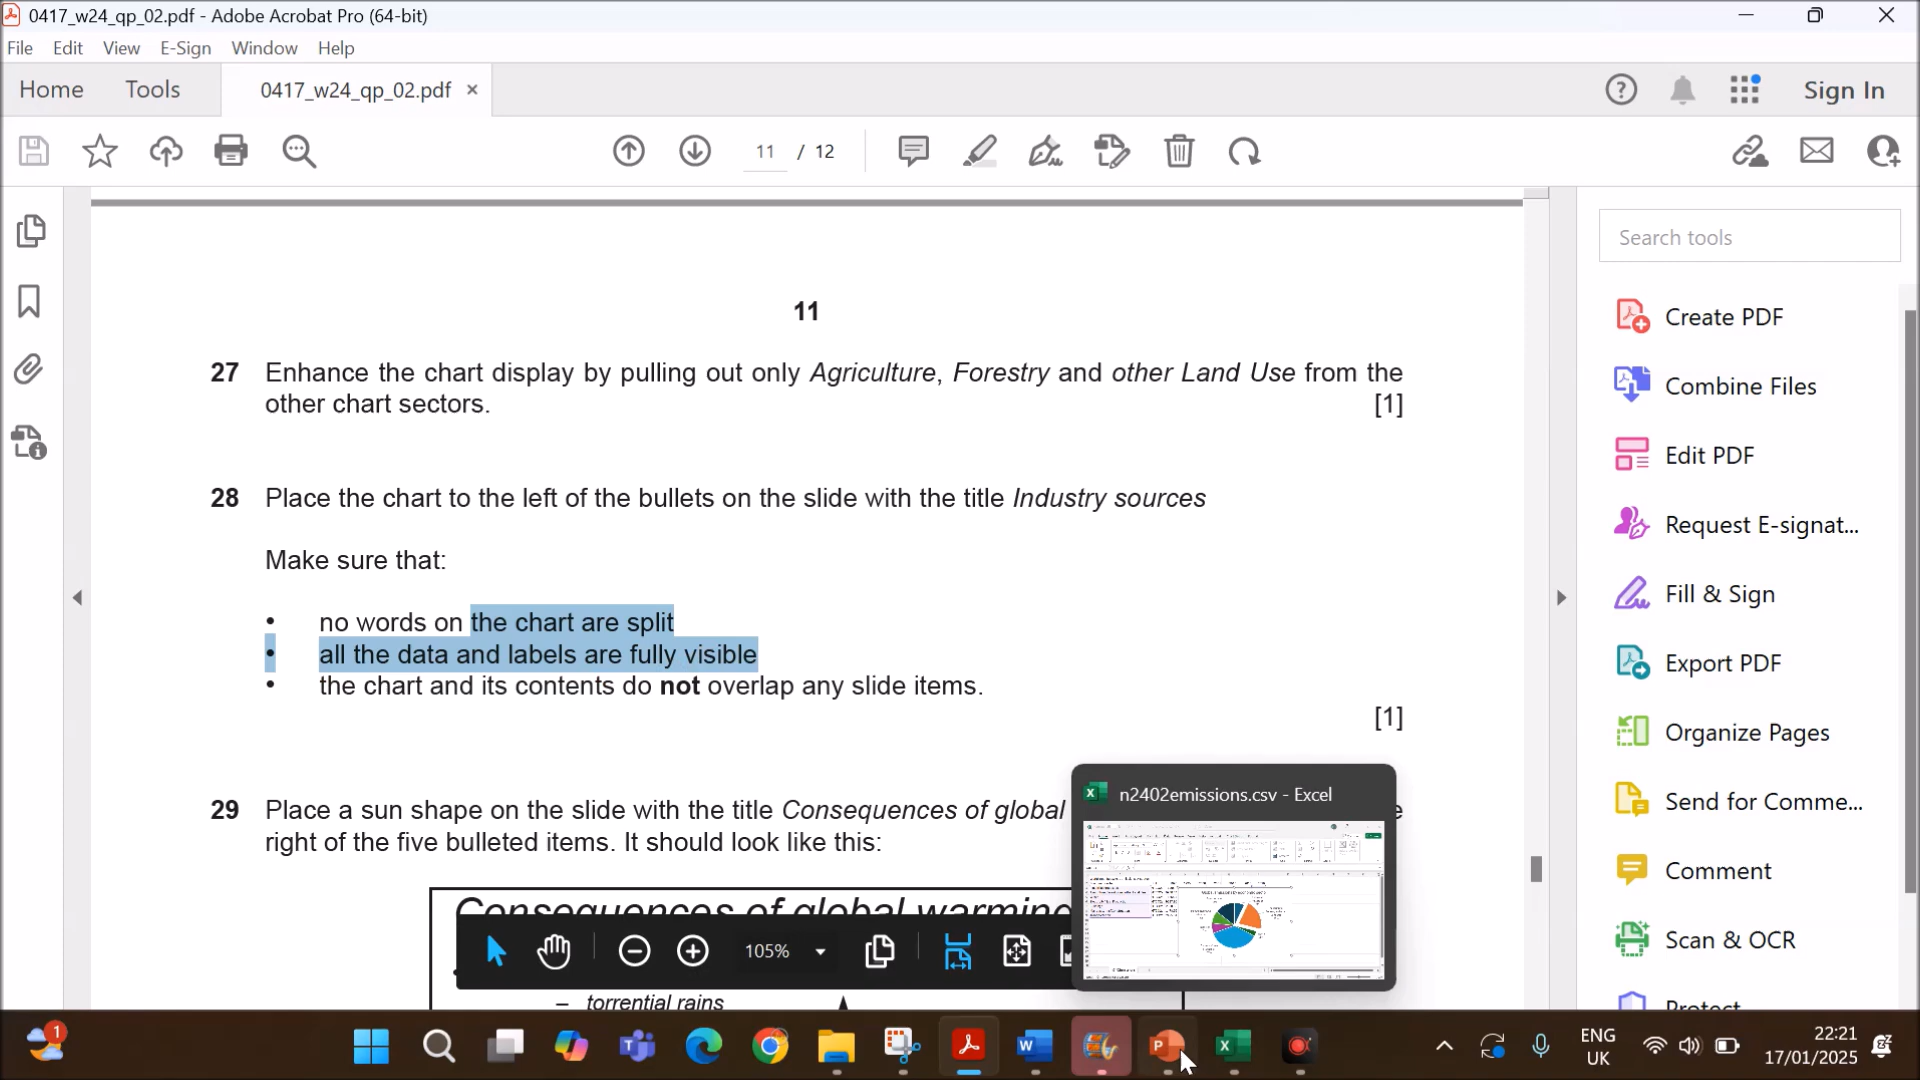 0417_w24_qp_02.pdf - Adobe Acrobat Pro (64-bit)
File Edit View E-Sign Window Help
Home Tools 0417_w24_qp_02.pdf × Sign In
11 / 12
Search tools
Create PDF
Combine Files
Edit PDF
Request E-signat...
Fill & Sign
Export PDF
Organize Pages
Send for Comme...
Comment
Scan & OCR
Protect
11
27 Enhance the chart display by pulling out only Agriculture, Forestry and other Land Use from the
other chart sectors. [1]
28 Place the chart to the left of the bullets on the slide with the title Industry sources
Make sure that:
• no words on the chart are split
• all the data and labels are fully visible
• the chart and its contents do not overlap any slide items.
[1]
29 Place a sun shape on the slide with the title Consequences of global
right of the five bulleted items. It should look like this:
Consequences of global warming
105%
– torrential rains
n2402emissions.csv - Excel
1
ENG
UK
22:21
17/01/2025